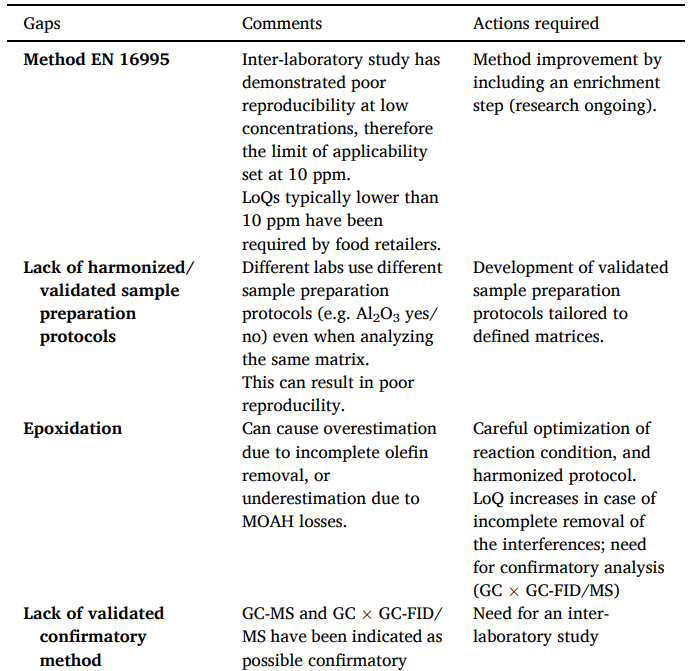 Gaps Comments Actions required
Method EN 16995 Inter-laboratory study has Method improvement by
demonstrated poor including an enrichment
reproducibility at low step (research ongoing).
concentrations, therefore
the limit of applicability
set at 10 ppm.
LoQs typically lower than
10 ppm have been
required by food retailers.
Lack of harmonized/ Different labs use different Development of validated
validated sample sample preparation sample preparation
preparation protocols (e.g. Al₂O₃ yes/ protocols tailored to
protocols no) even when analyzing defined matrices.
the same matrix.
This can result in poor
reproducility.
Epoxidation Can cause overestimation Careful optimization of
due to incomplete olefin reaction condition, and
removal, or harmonized protocol.
underestimation due to LoQ increases in case of
MOAH losses. incomplete removal of
the interferences; need
for confirmatory analysis
(GC × GC-FID/MS)
Lack of validated GC-MS and GC × GC-FID/ Need for an inter-
confirmatory MS have been indicated as laboratory study
method possible confirmatory